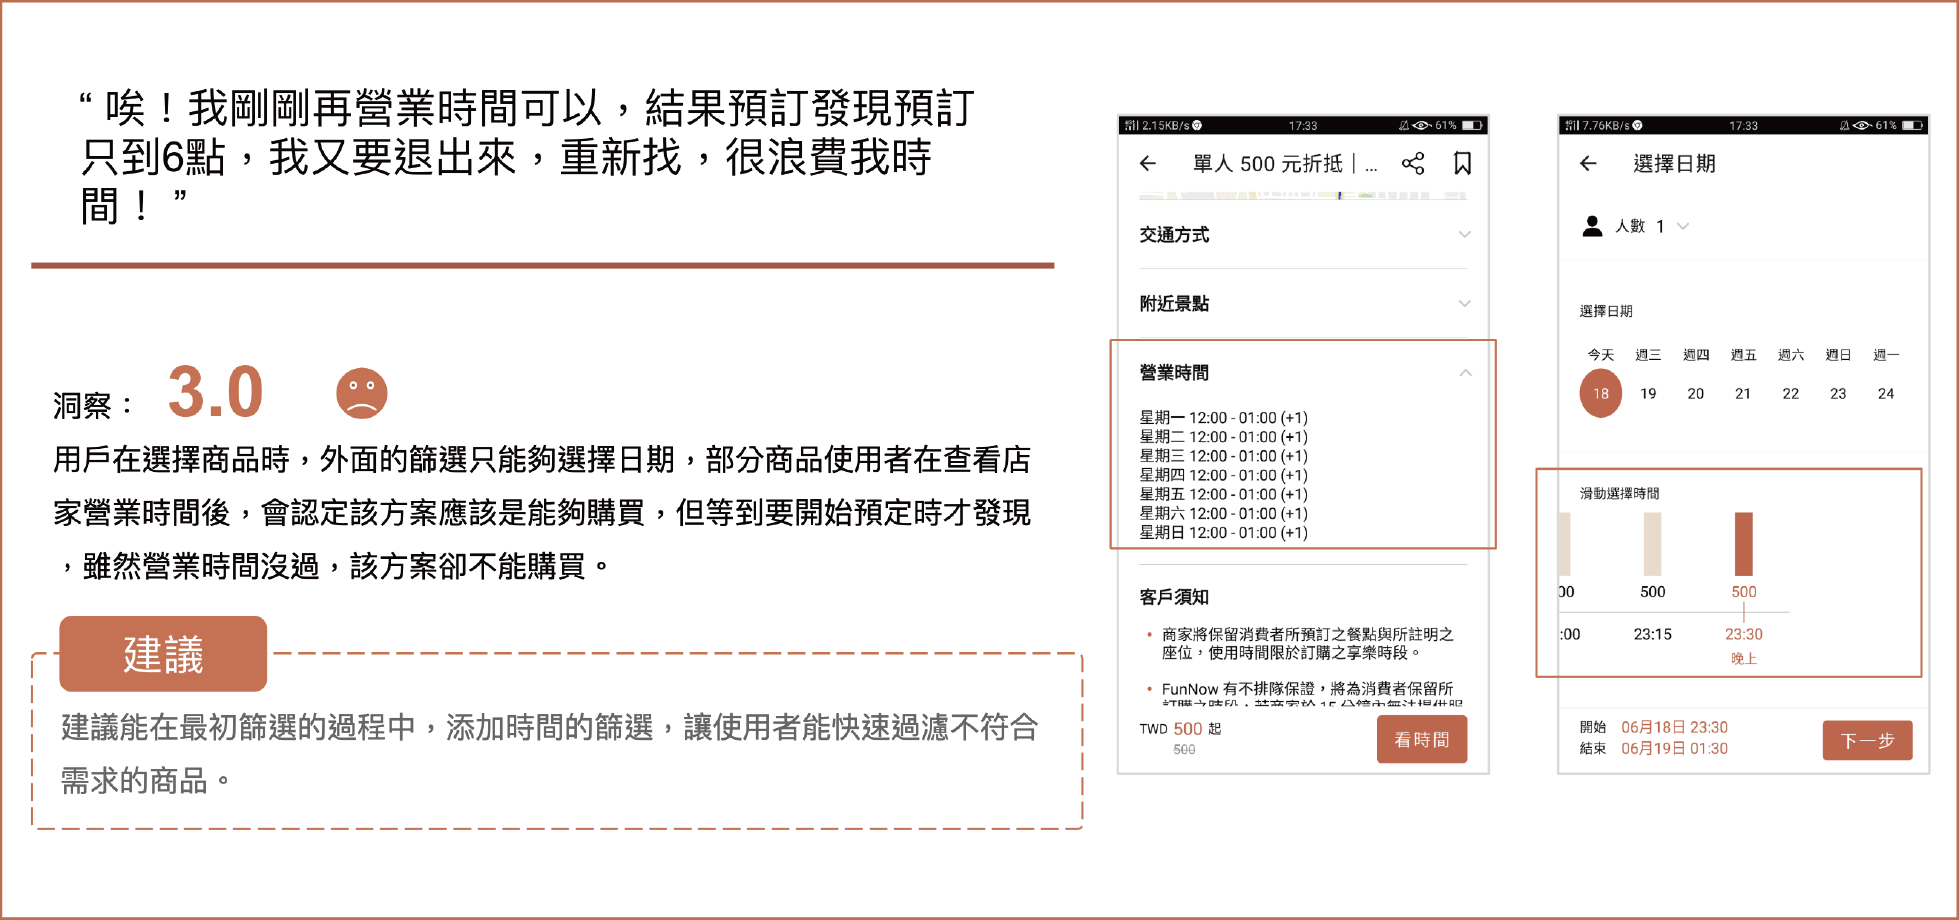 “ 唉！我剛剛再營業時間可以，結果預訂發現預訂
只到6點，我又要退出來，重新找，很浪費我時
間！ ”
洞察： 3.0
用戶在選擇商品時，外面的篩選只能夠選擇日期，部分商品使用者在查看店
家營業時間後，會認定該方案應該是能夠購買，但等到要開始預定時才發現
，雖然營業時間沒過，該方案卻不能購買。
建議
建議能在最初篩選的過程中，添加時間的篩選，讓使用者能快速過濾不符合
需求的商品。
2.15KB/s 17:33 61%
單人 500 元折抵｜...
交通方式
附近景點
營業時間
星期一 12:00 - 01:00 (+1)
星期二 12:00 - 01:00 (+1)
星期三 12:00 - 01:00 (+1)
星期四 12:00 - 01:00 (+1)
星期五 12:00 - 01:00 (+1)
星期六 12:00 - 01:00 (+1)
星期日 12:00 - 01:00 (+1)
客戶須知
• 商家將保留消費者所預訂之餐點與所註明之
座位，使用時間限於訂購之享樂時段。
• FunNow 有不排隊保證，將為消費者保留所
訂購之時段，若商家於 15 分鐘內無法提供服
TWD 500 起
500
看時間
7.76KB/s 17:33 61%
選擇日期
人數 1
選擇日期
今天 週三 週四 週五 週六 週日 週一
18 19 20 21 22 23 24
滑動選擇時間
00 500 500
:00 23:15 23:30
晚上
開始 06月18日 23:30
結束 06月19日 01:30
下一步